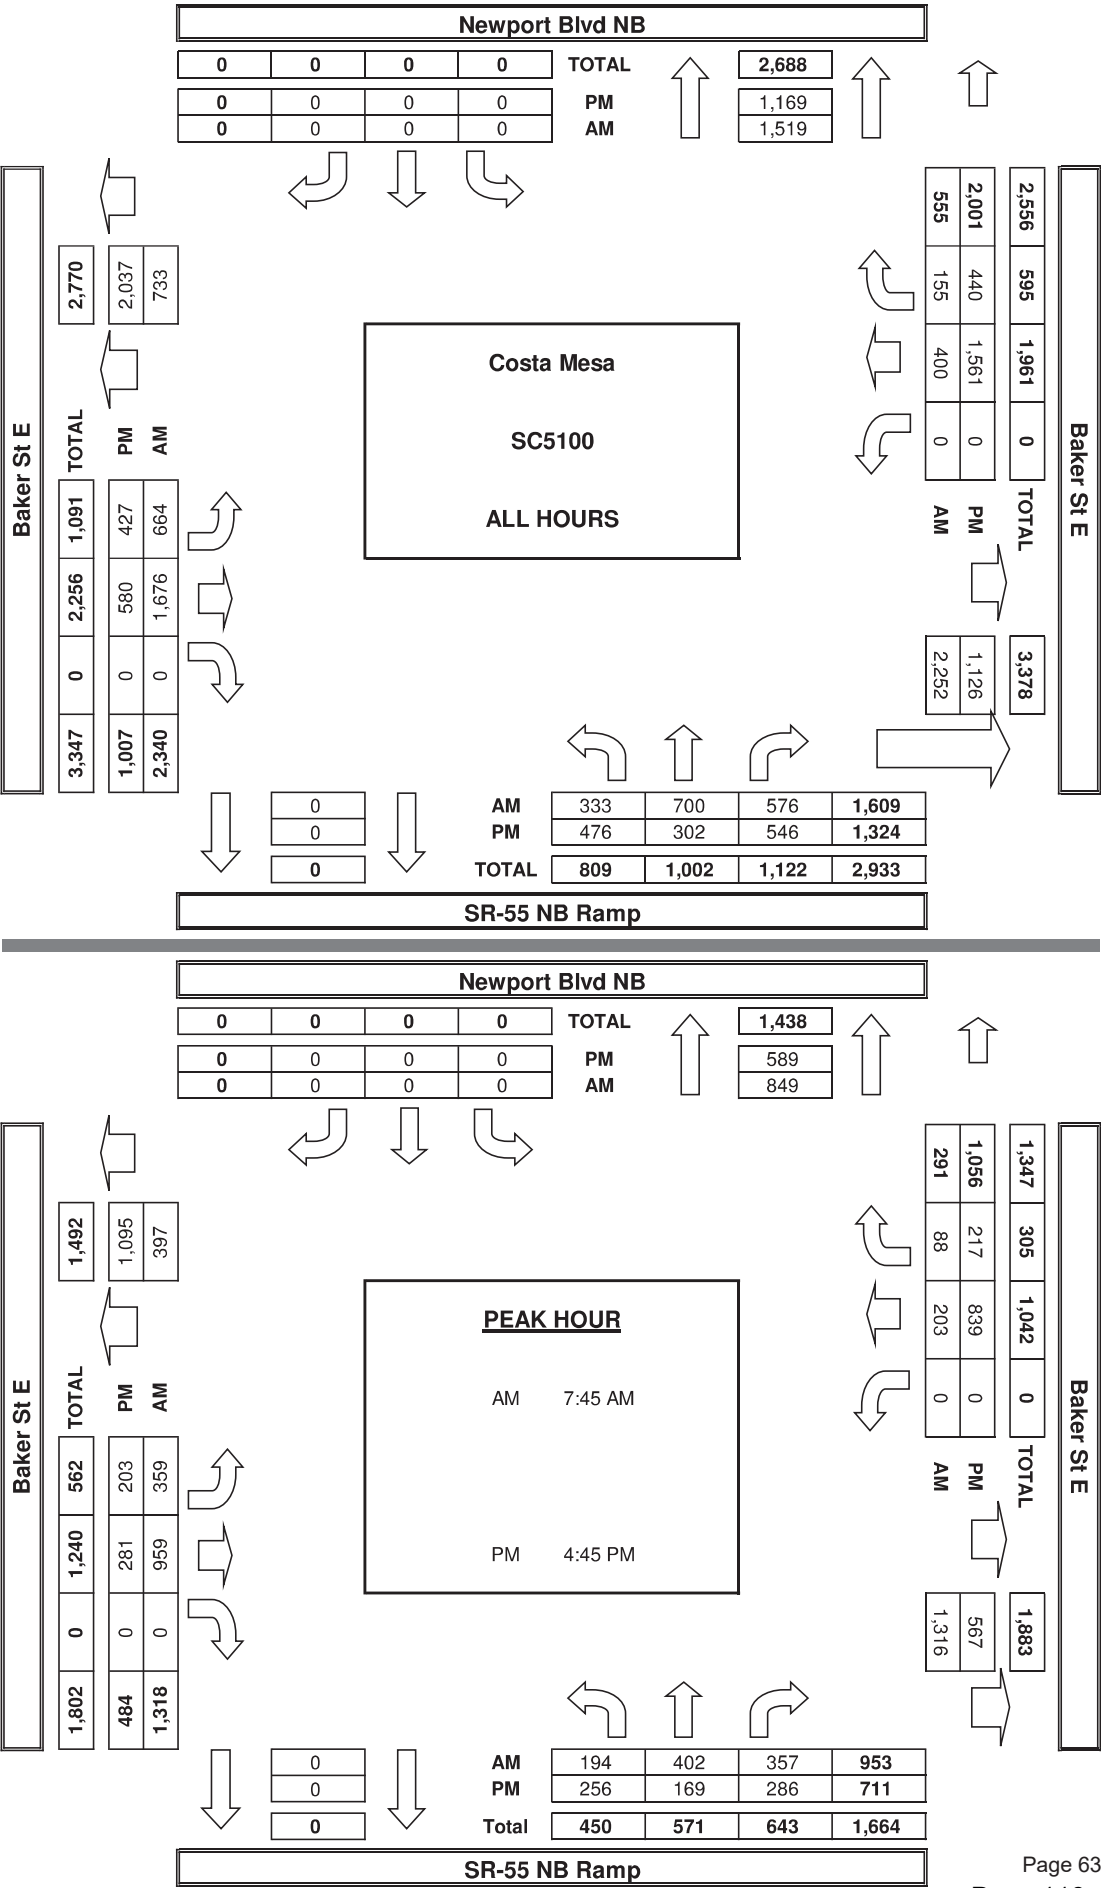 Newport Blvd NB
0 0 0 0 TOTAL 2,688
0 0 0 0 PM 1,169
0 0 0 0 AM 1,519
Baker St E
2,770
2,037
733
TOTAL PM AM
1,091 427 664
2,256 580 1,676
0 0 0
3,347 1,007 2,340
Costa Mesa
SC5100
ALL HOURS
555 2,001 2,556
155 440 595
400 1,561 1,961
0 0 0
AM PM TOTAL
2,252 1,126 3,378
Baker St E
0 AM 333 700 576 1,609
0 PM 476 302 546 1,324
0 TOTAL 809 1,002 1,122 2,933
SR-55 NB Ramp
Newport Blvd NB
0 0 0 0 TOTAL 1,438
0 0 0 0 PM 589
0 0 0 0 AM 849
Baker St E
1,492 1,095 397
TOTAL PM AM
562 203 359
1,240 281 959
0 0 0
1,802 484 1,318
PEAK HOUR
AM 7:45 AM
PM 4:45 PM
291 1,056 1,347
88 217 305
203 839 1,042
0 0 0
AM PM TOTAL
1,316 567 1,883
Baker St E
0 AM 194 402 357 953
0 PM 256 169 286 711
0 Total 450 571 643 1,664
SR-55 NB Ramp
Page 63